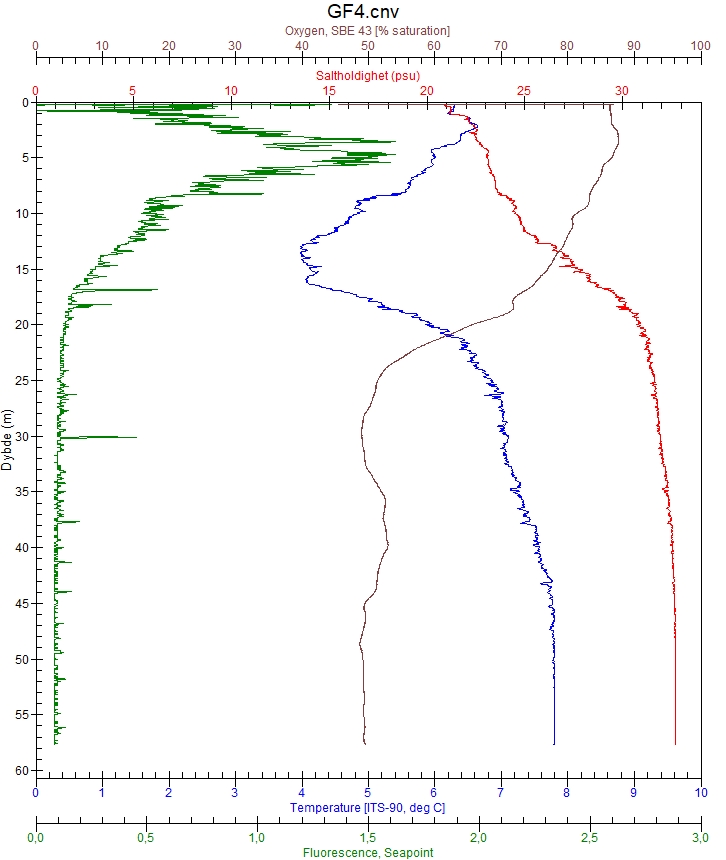 GF4.cnv
Oxygen, SBE 43 [% saturation]
0 10 20 30 40 50 60 70 80 90 100
Saltholdighet (psu)
0 5 10 15 20 25 30
0
5
10
15
20
25
30
35
40
45
50
55
60
Dybde (m)
0 1 2 3 4 5 6 7 8 9 10
Temperature [ITS-90, deg C]
0,0 0,5 1,0 1,5 2,0 2,5 3,0
Fluorescence, Seapoint